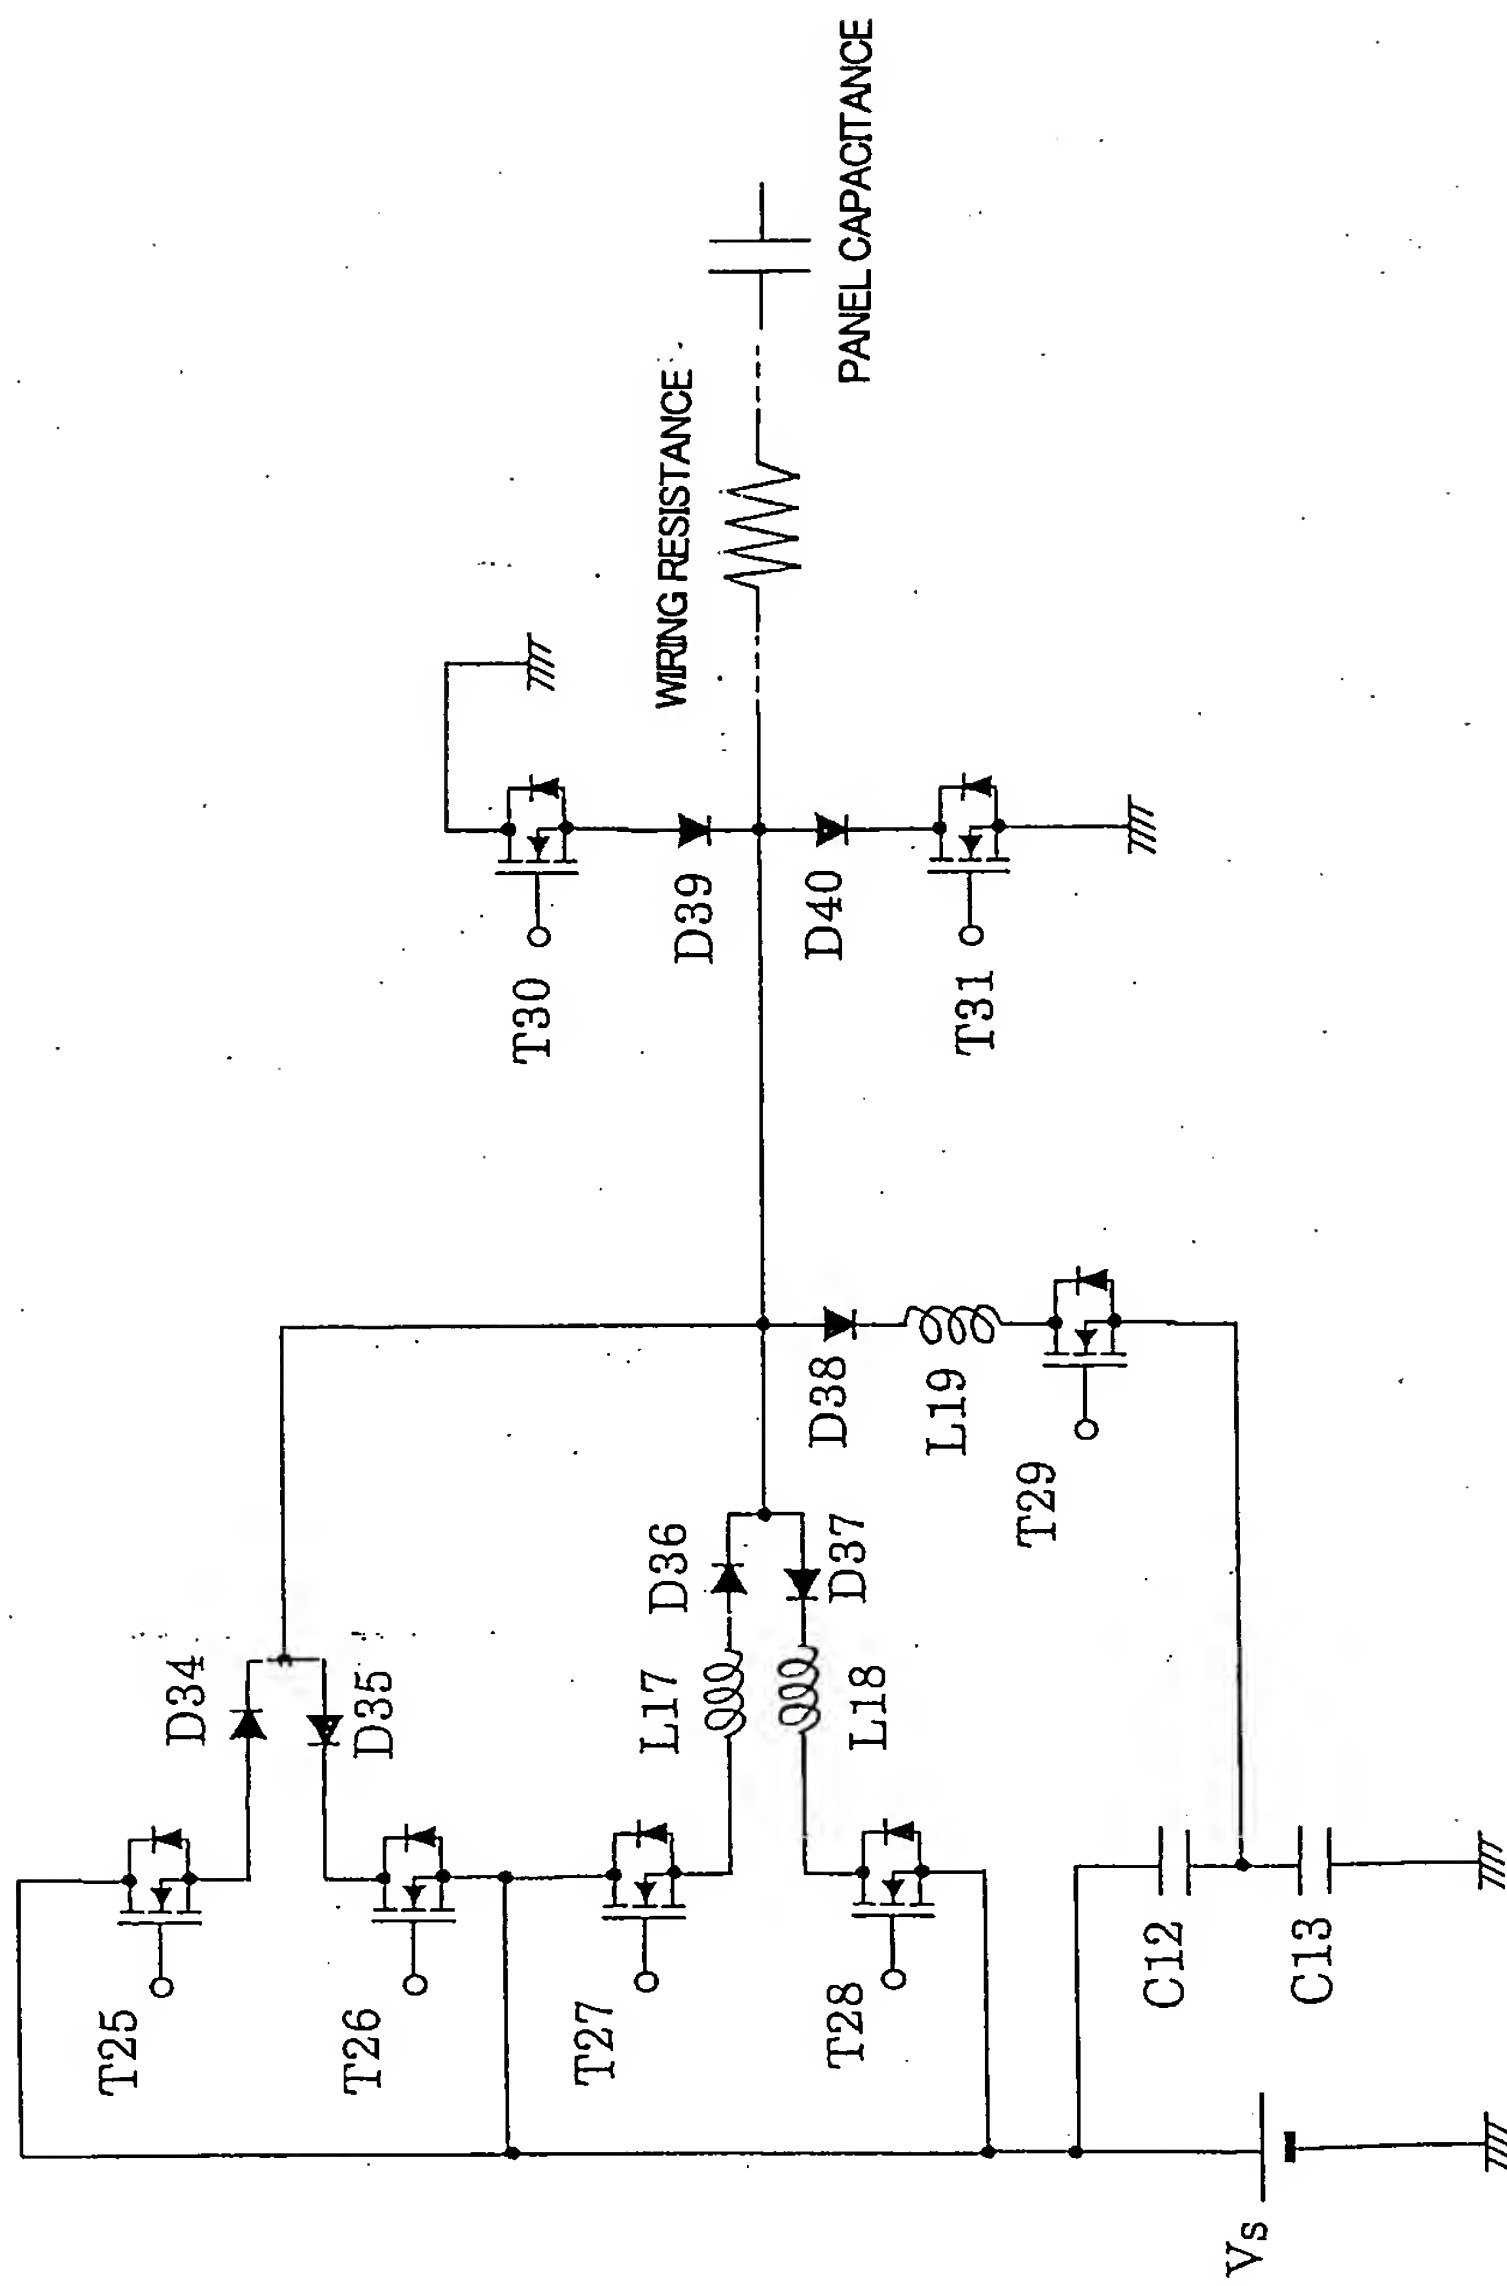 T25
D34
D35
T26
T27
L17
D36
D37
L18
T28
D38
L19
T29
T30
D39
D40
T31
WIRING RESISTANCE
PANEL CAPACITANCE
C12
C13
Vs